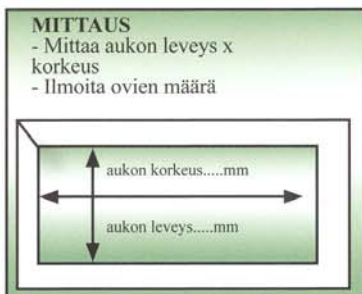 MITTAUS
- Mittaa aukon leveys x
korkeus
- Ilmoita ovien määrä
aukon korkeus.....mm
aukon leveys.....mm